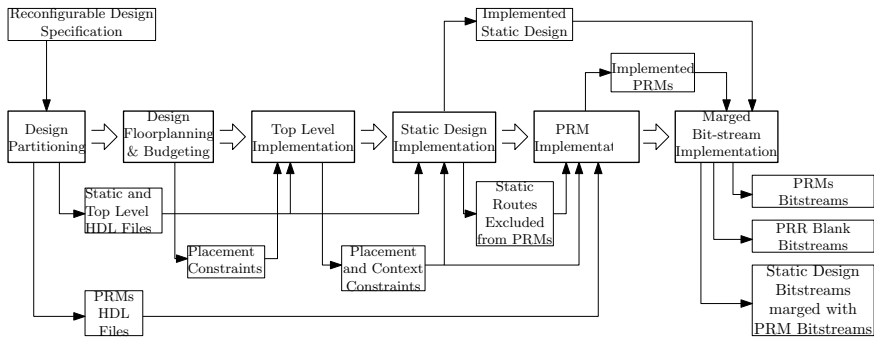 Reconfigurable Design
Specification
Implemented
Static Design
Implemented
PRMs
Design
Partitioning
Design
Floorplanning
& Budgeting
Top Level
Implementation
Static Design
Implementation
PRM
Implementat
Marged
Bit-stream
Implementation
Static and
Top Level
HDL Files
Static
Routes
Excluded
from PRMs
PRMs
Bitstreams
Placement
Constraints
Placement
and Context
Constraints
PRR Blank
Bitstreams
PRMs
HDL
Files
Static Design
Bitstreams
marged with
PRM Bitstreams